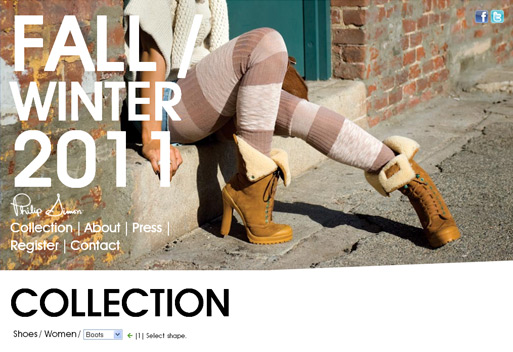 FALL /
WINTER
2011
Philip Simon
Collection | About | Press |
Register | Contact
COLLECTION
Shoes / Women / Boots |1| Select shape.